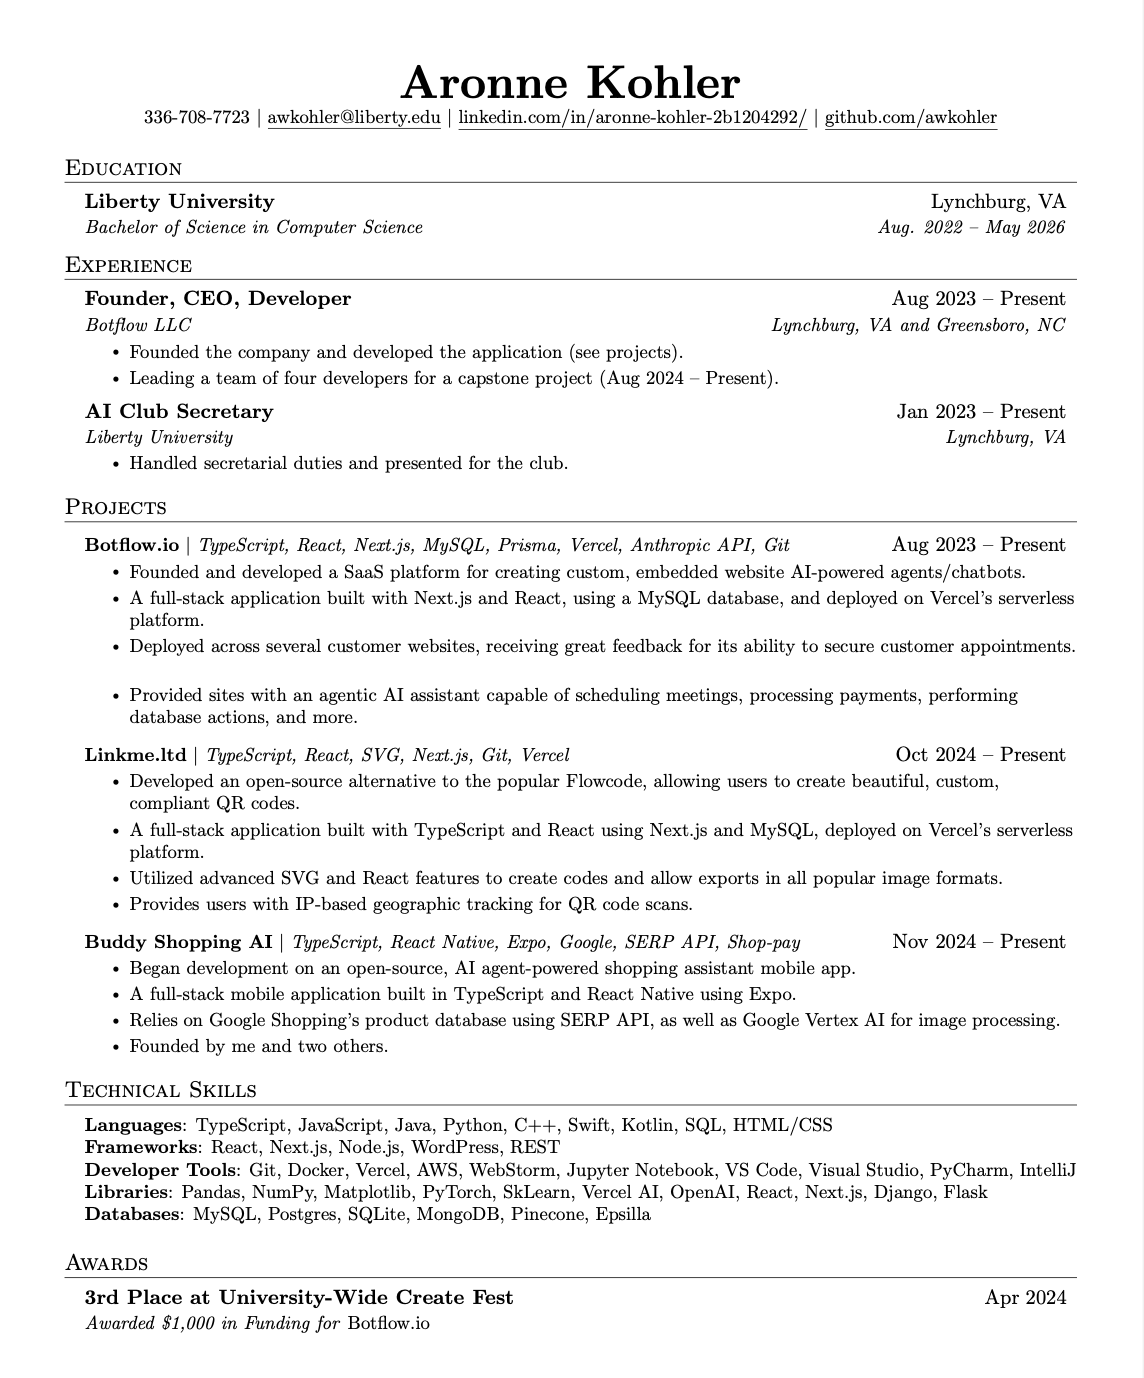 Aronne Kohler
336-708-7723 | awkohler@liberty.edu | linkedin.com/in/aronne-kohler-2b1204292/ | github.com/awkohler
Education
Liberty University Lynchburg, VA
Bachelor of Science in Computer Science Aug. 2022 – May 2026
Experience
Founder, CEO, Developer Aug 2023 – Present
Botflow LLC Lynchburg, VA and Greensboro, NC
• Founded the company and developed the application (see projects).
• Leading a team of four developers for a capstone project (Aug 2024 – Present).
AI Club Secretary Jan 2023 – Present
Liberty University Lynchburg, VA
• Handled secretarial duties and presented for the club.
Projects
Botflow.io | TypeScript, React, Next.js, MySQL, Prisma, Vercel, Anthropic API, Git Aug 2023 – Present
• Founded and developed a SaaS platform for creating custom, embedded website AI-powered agents/chatbots.
• A full-stack application built with Next.js and React, using a MySQL database, and deployed on Vercel's serverless
platform.
• Deployed across several customer websites, receiving great feedback for its ability to secure customer appointments.
• Provided sites with an agentic AI assistant capable of scheduling meetings, processing payments, performing
database actions, and more.
Linkme.ltd | TypeScript, React, SVG, Next.js, Git, Vercel Oct 2024 – Present
• Developed an open-source alternative to the popular Flowcode, allowing users to create beautiful, custom,
compliant QR codes.
• A full-stack application built with TypeScript and React using Next.js and MySQL, deployed on Vercel's serverless
platform.
• Utilized advanced SVG and React features to create codes and allow exports in all popular image formats.
• Provides users with IP-based geographic tracking for QR code scans.
Buddy Shopping AI | TypeScript, React Native, Expo, Google, SERP API, Shop-pay Nov 2024 – Present
• Began development on an open-source, AI agent-powered shopping assistant mobile app.
• A full-stack mobile application built in TypeScript and React Native using Expo.
• Relies on Google Shopping's product database using SERP API, as well as Google Vertex AI for image processing.
• Founded by me and two others.
Technical Skills
Languages: TypeScript, JavaScript, Java, Python, C++, Swift, Kotlin, SQL, HTML/CSS
Frameworks: React, Next.js, Node.js, WordPress, REST
Developer Tools: Git, Docker, Vercel, AWS, WebStorm, Jupyter Notebook, VS Code, Visual Studio, PyCharm, IntelliJ
Libraries: Pandas, NumPy, Matplotlib, PyTorch, SkLearn, Vercel AI, OpenAI, React, Next.js, Django, Flask
Databases: MySQL, Postgres, SQLite, MongoDB, Pinecone, Epsilla
Awards
3rd Place at University-Wide Create Fest Apr 2024
Awarded $1,000 in Funding for Botflow.io